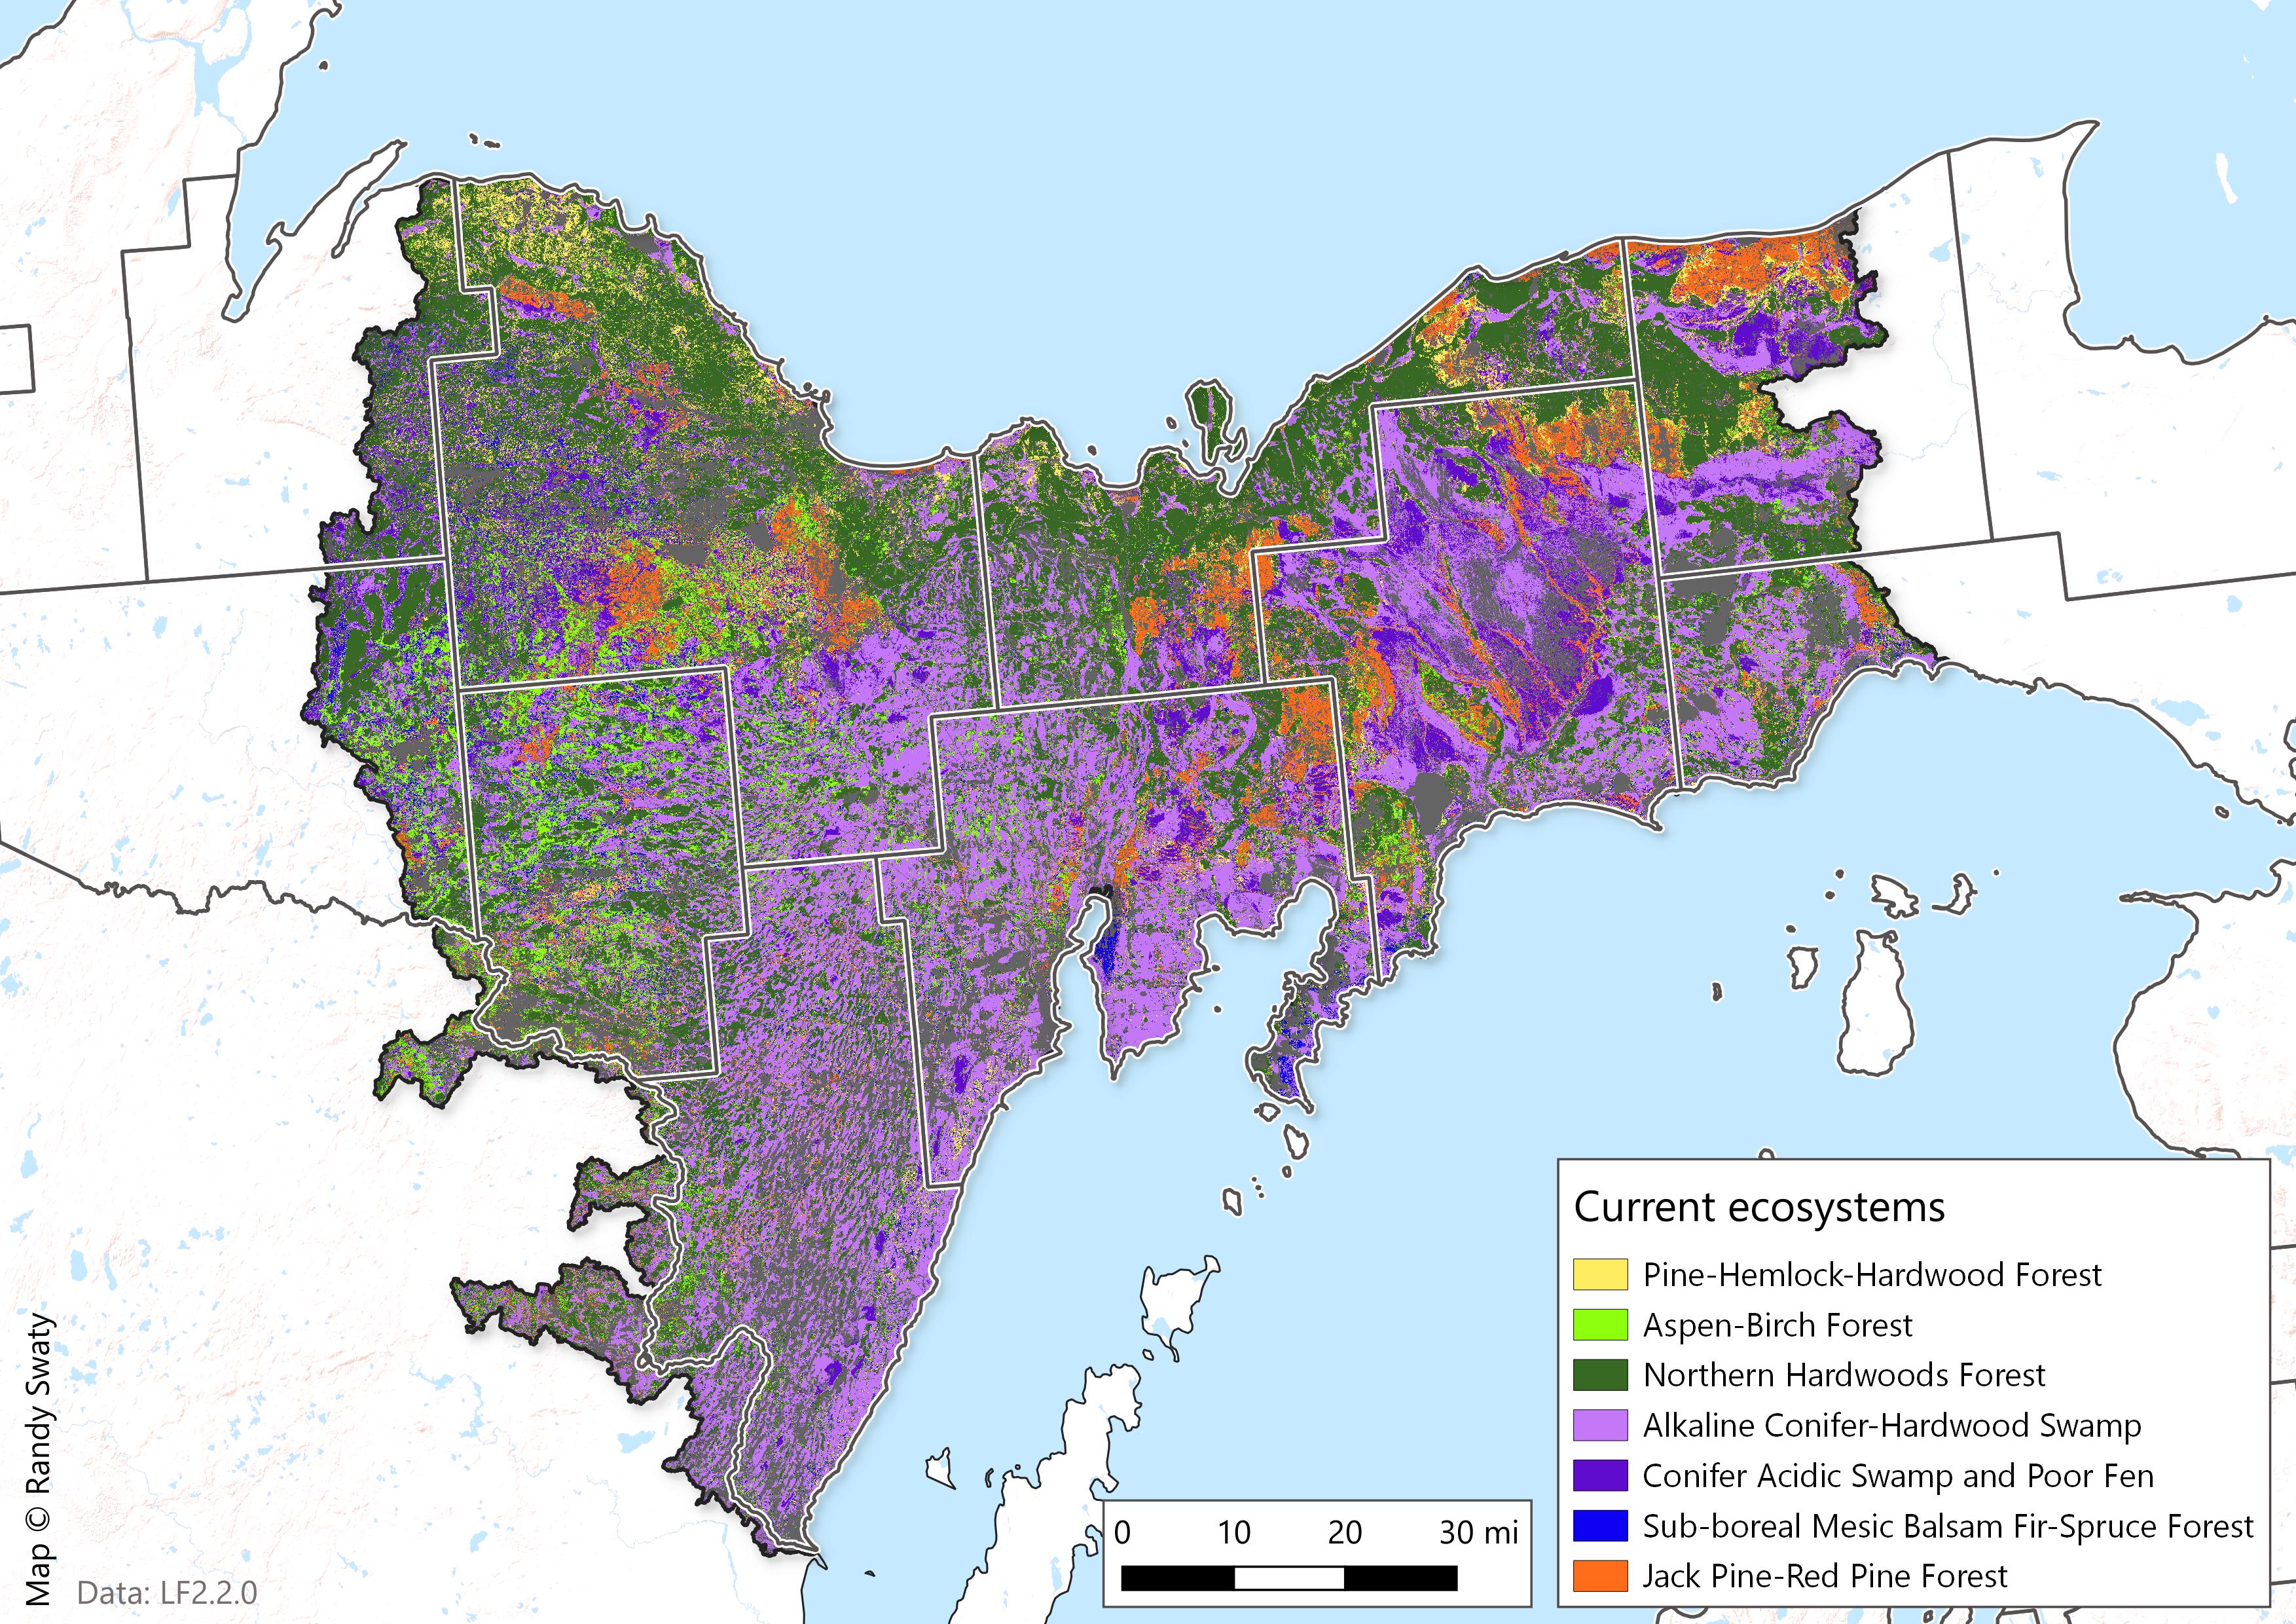 Current ecosystems
Pine-Hemlock-Hardwood Forest
Aspen-Birch Forest
Northern Hardwoods Forest
Alkaline Conifer-Hardwood Swamp
Conifer Acidic Swamp and Poor Fen
Sub-boreal Mesic Balsam Fir-Spruce Forest
Jack Pine-Red Pine Forest
0 10 20 30 mi
Map © Randy Swaty
Data: LF2.2.0